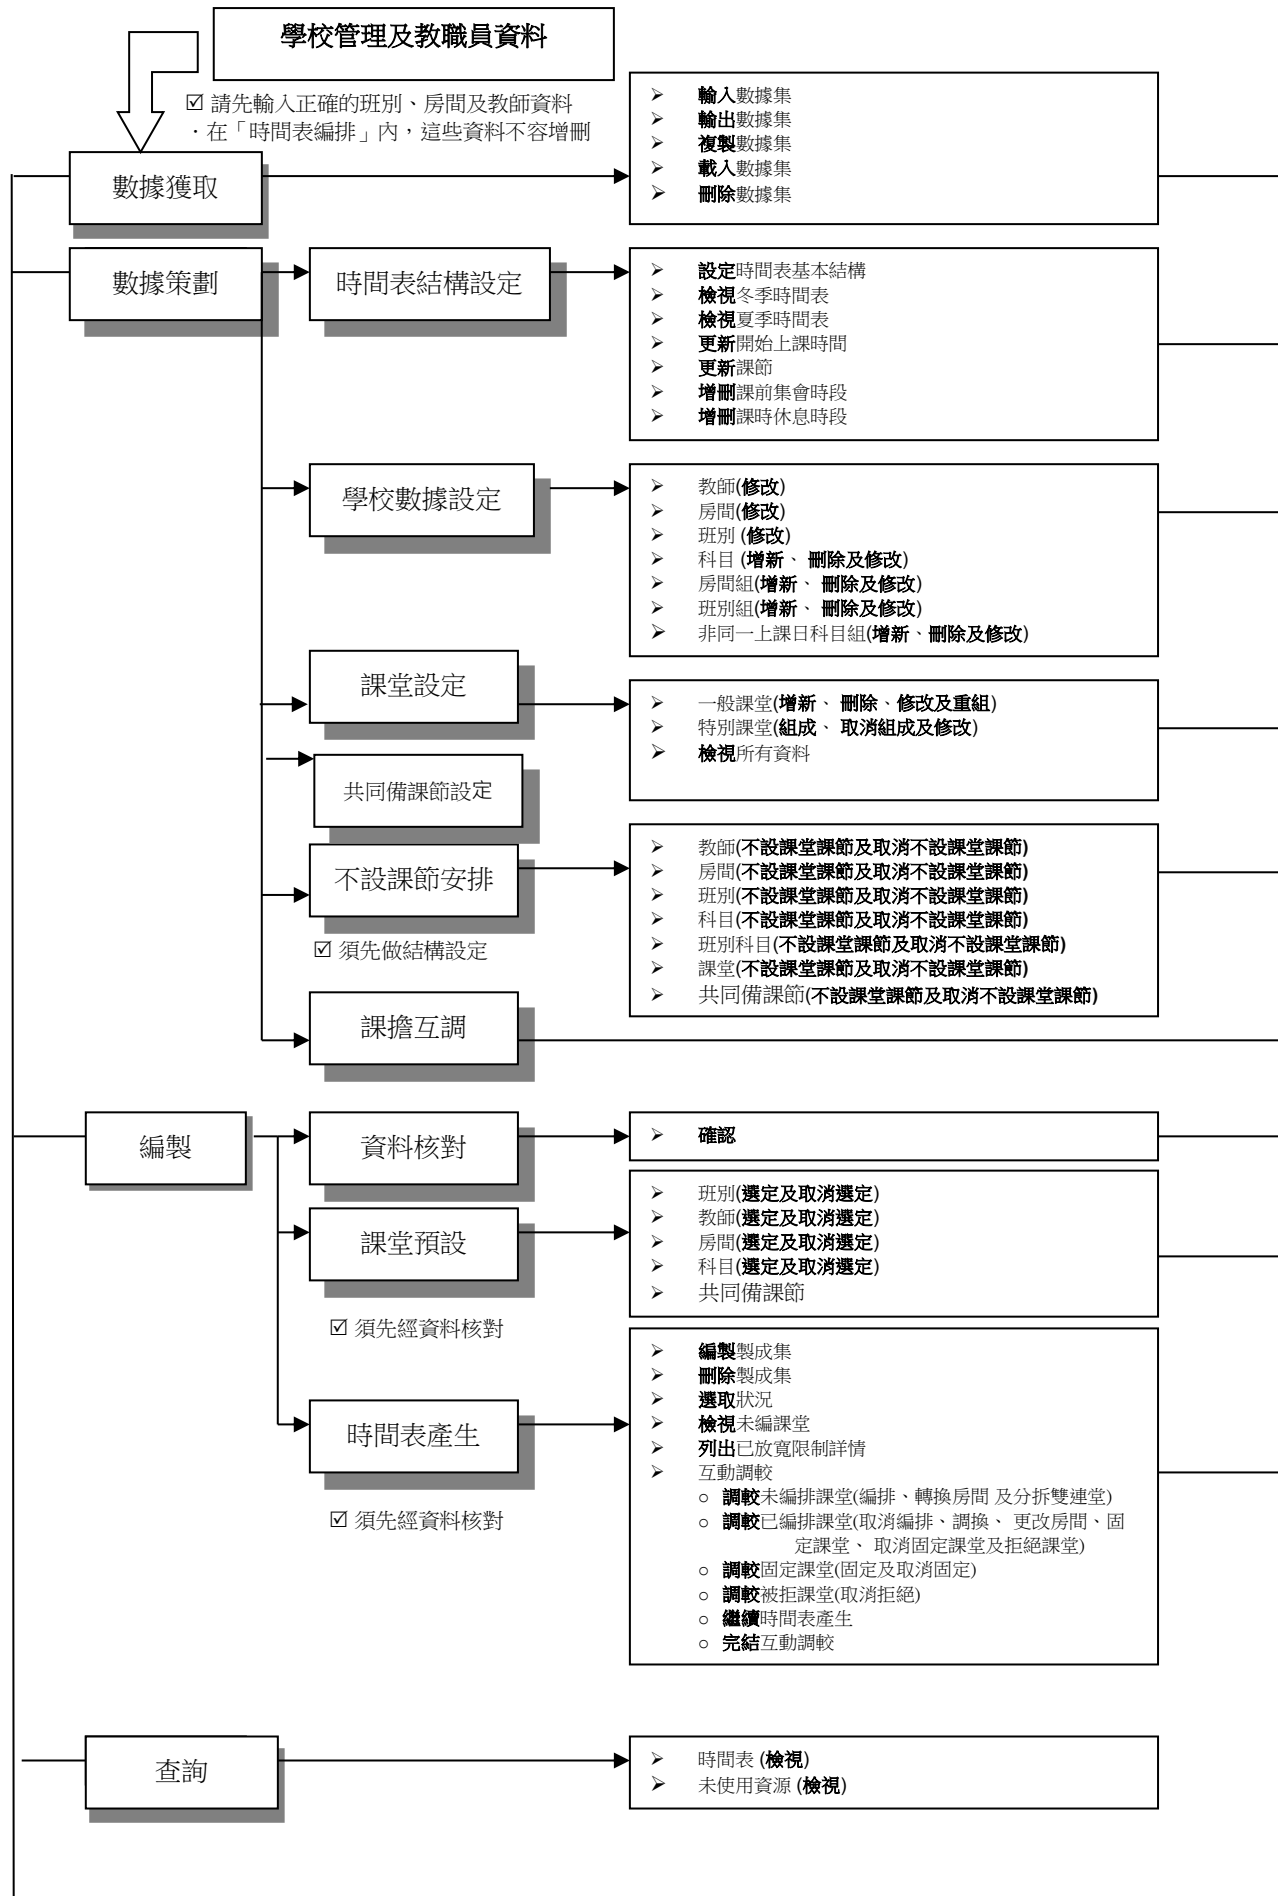 學校管理及教職員資料
☑ 請先輸入正確的班別、房間及教師資料
．在「時間表編排」內，這些資料不容增刪
數據獲取
➢ 輸入數據集
➢ 輸出數據集
➢ 複製數據集
➢ 載入數據集
➢ 刪除數據集
數據策劃
時間表結構設定
➢ 設定時間表基本結構
➢ 檢視冬季時間表
➢ 檢視夏季時間表
➢ 更新開始上課時間
➢ 更新課節
➢ 增刪課前集會時段
➢ 增刪課時休息時段
學校數據設定
➢ 教師(修改)
➢ 房間(修改)
➢ 班別 (修改)
➢ 科目 (增新、 刪除及修改)
➢ 房間組(增新、 刪除及修改)
➢ 班別組(增新、 刪除及修改)
➢ 非同一上課日科目組(增新、刪除及修改)
課堂設定
➢ 一般課堂(增新、 刪除、修改及重組)
➢ 特別課堂(組成、 取消組成及修改)
➢ 檢視所有資料
共同備課節設定
不設課節安排
☑ 須先做結構設定
➢ 教師(不設課堂課節及取消不設課堂課節)
➢ 房間(不設課堂課節及取消不設課堂課節)
➢ 班別(不設課堂課節及取消不設課堂課節)
➢ 科目(不設課堂課節及取消不設課堂課節)
➢ 班別科目(不設課堂課節及取消不設課堂課節)
➢ 課堂(不設課堂課節及取消不設課堂課節)
➢ 共同備課節(不設課堂課節及取消不設課堂課節)
課擔互調
編製
資料核對
➢ 確認
課堂預設
☑ 須先經資料核對
➢ 班別(選定及取消選定)
➢ 教師(選定及取消選定)
➢ 房間(選定及取消選定)
➢ 科目(選定及取消選定)
➢ 共同備課節
時間表產生
☑ 須先經資料核對
➢ 編製製成集
➢ 刪除製成集
➢ 選取狀況
➢ 檢視未編課堂
➢ 列出已放寬限制詳情
➢ 互動調較
○ 調較未編排課堂(編排、轉換房間 及分拆雙連堂)
○ 調較已編排課堂(取消編排、調換、 更改房間、固
定課堂、 取消固定課堂及拒絕課堂)
○ 調較固定課堂(固定及取消固定)
○ 調較被拒課堂(取消拒絕)
○ 繼續時間表產生
○ 完結互動調較
查詢
➢ 時間表 (檢視)
➢ 未使用資源 (檢視)